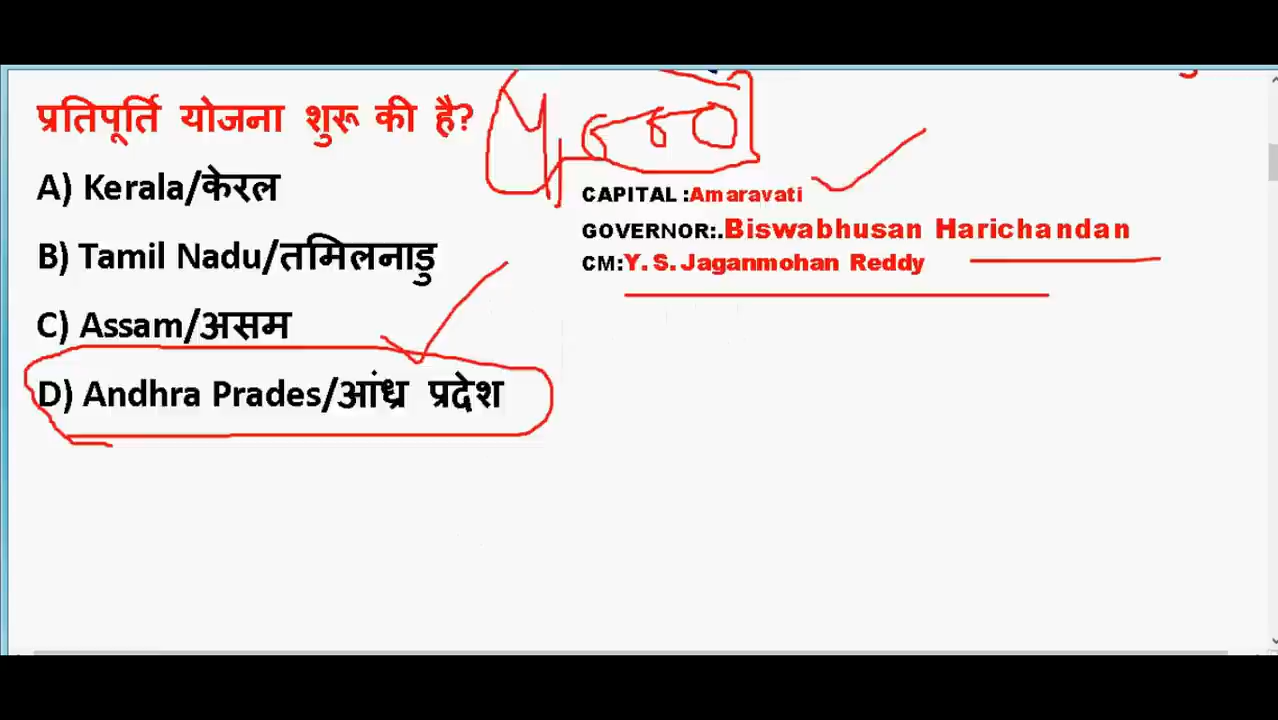 प्रतिपूर्ति योजना शुरू की है?
A) Kerala/केरल
B) Tamil Nadu/तमिलनाडु
C) Assam/असम
D) Andhra Prades/आंध्र प्रदेश
CAPITAL :Amaravati
GOVERNOR:.Biswabhusan Harichandan
CM:Y. S. Jaganmohan Reddy